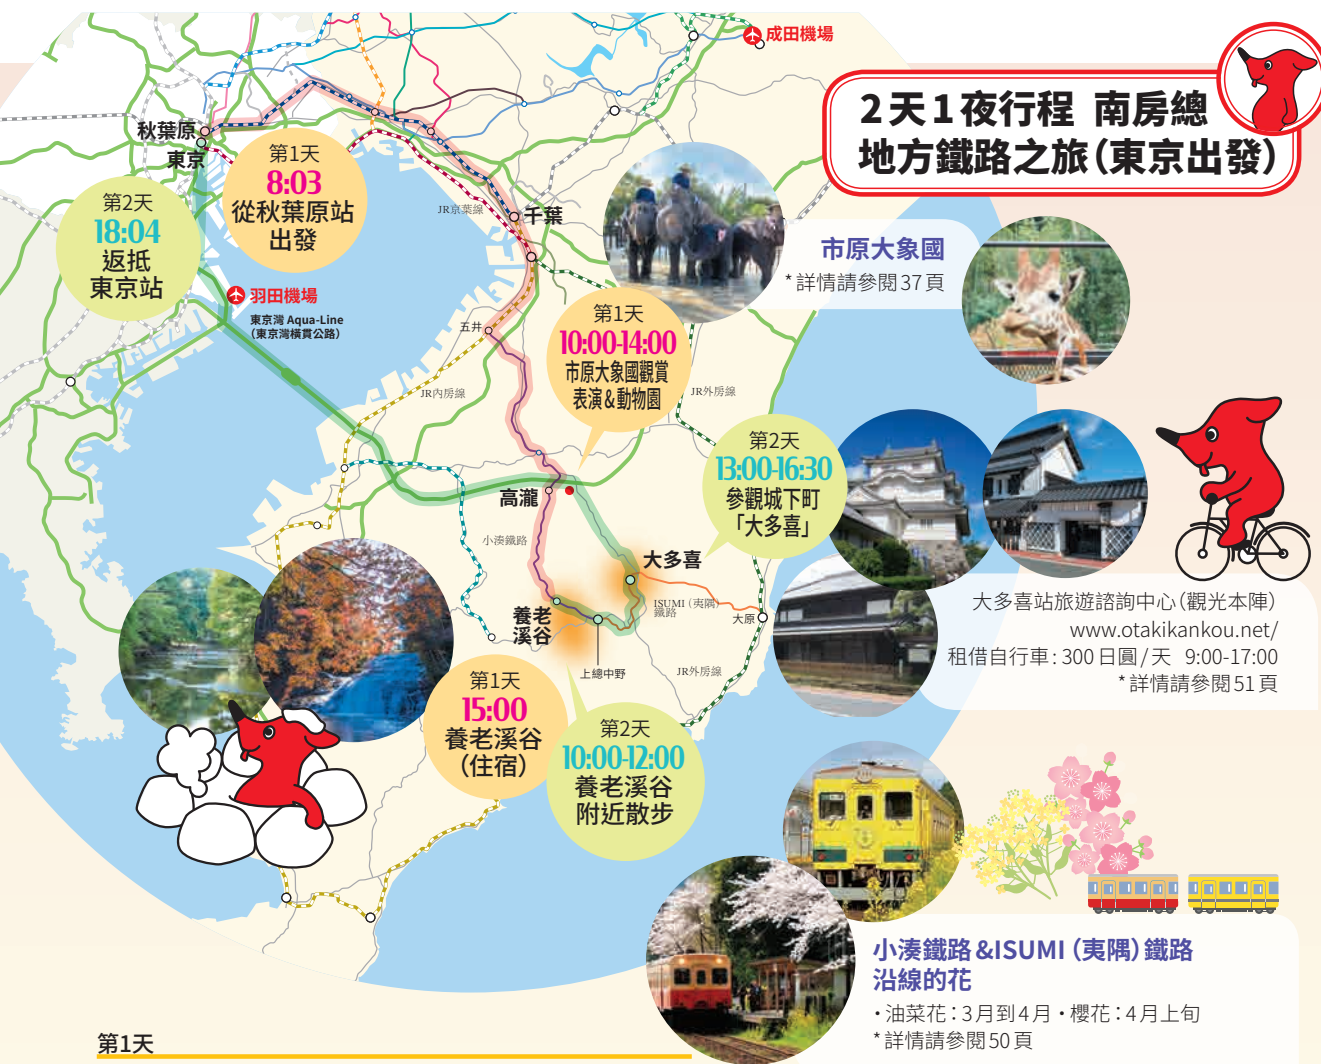 2天1夜行程 南房總
地方鐵路之旅(東京出發)
成田機場
秋葉原
東京
第1天
8:03
從秋葉原站
出發
第2天
18:04
返抵
東京站
羽田機場
東京灣 Aqua-Line
(東京灣橫貫公路)
JR京葉線
千葉
五井
JR內房線
JR外房線
市原大象國
*詳情請參閱37頁
第1天
10:00-14:00
市原大象國觀賞
表演&動物園
第2天
13:00-16:30
參觀城下町
「大多喜」
高瀧
小湊鐵路
大多喜
養老
溪谷
ISUMI(夷隅)
鐵路
大原
上總中野
JR外房線
大多喜站旅遊諮詢中心(觀光本陣)
www.otakikankou.net/
租借自行車:300日圓/天 9:00-17:00
*詳情請參閱51頁
第1天
15:00
養老溪谷
(住宿)
第2天
10:00-12:00
養老溪谷
附近散步
小湊鐵路&ISUMI(夷隅)鐵路
沿線的花
・油菜花:3月到4月・櫻花:4月上旬
*詳情請參閱50頁
第1天